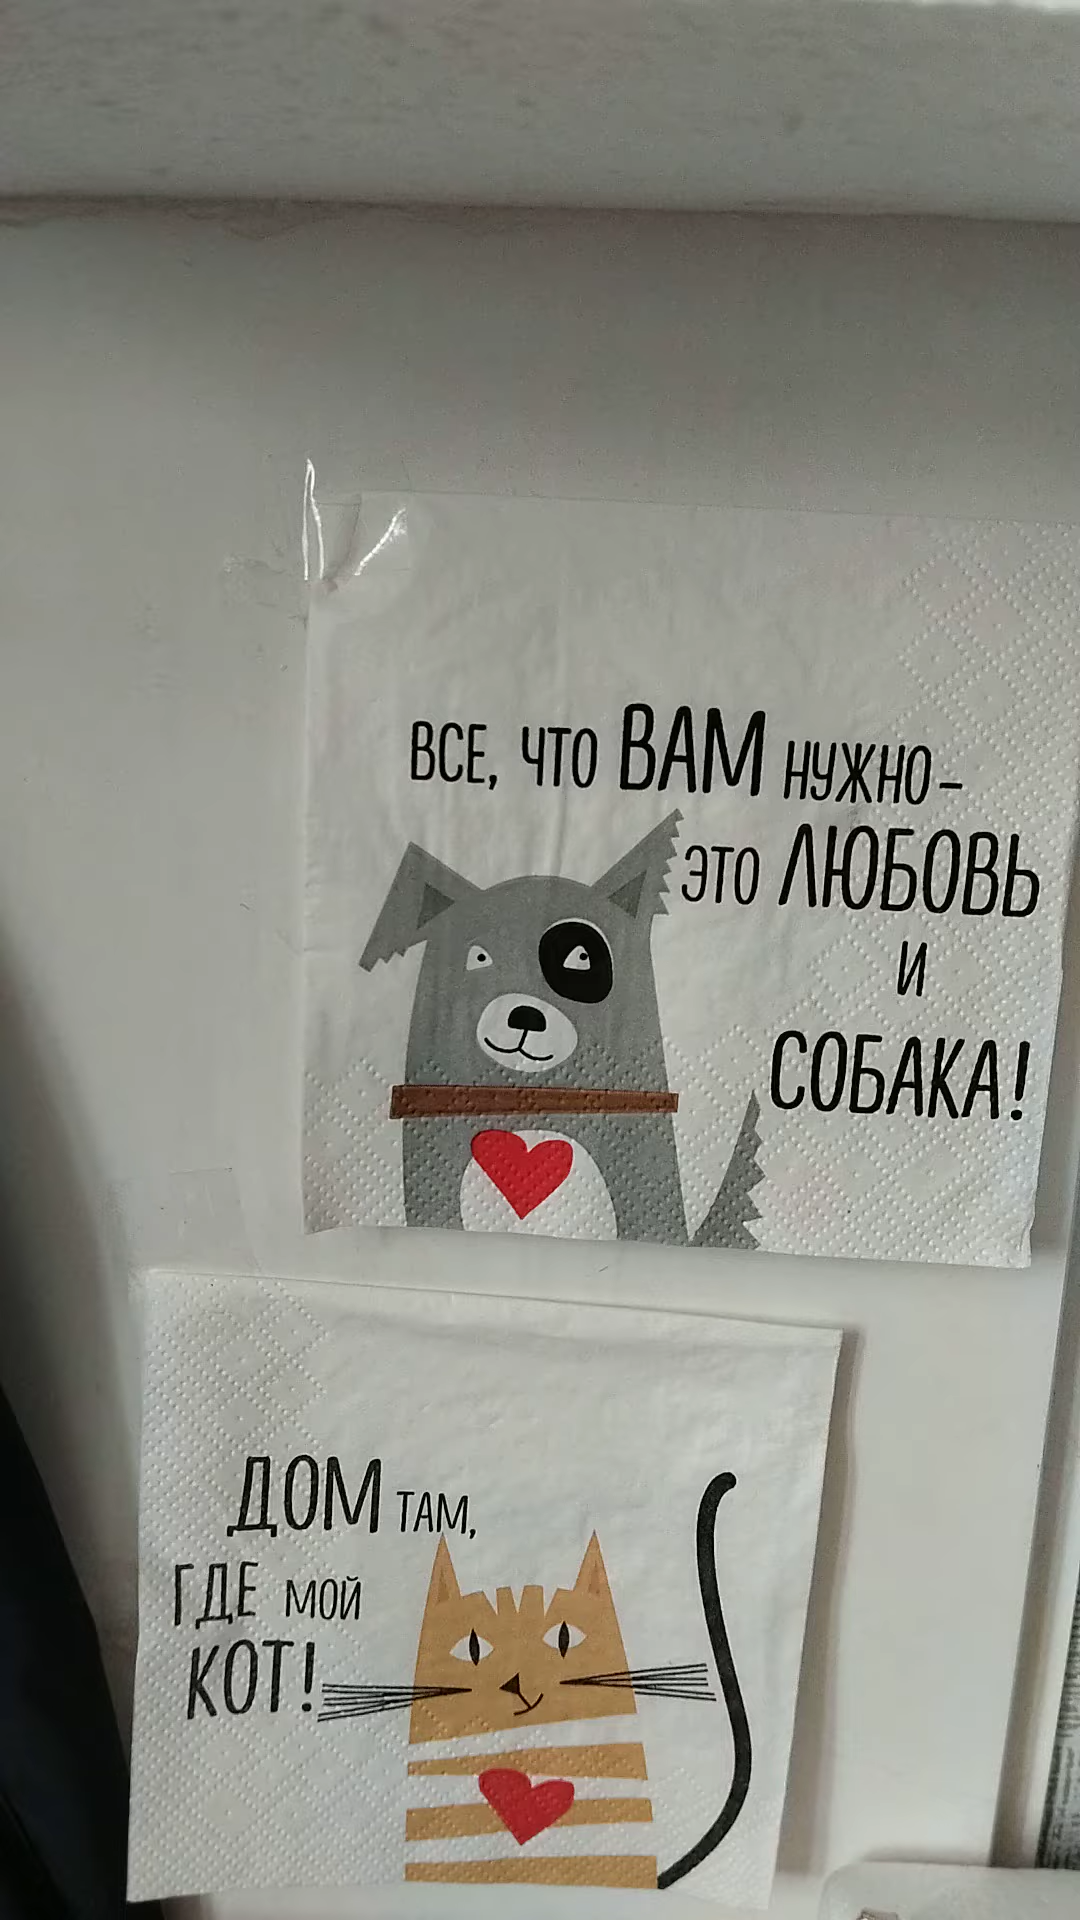 ВСЕ, ЧТО ВАМ НУЖНО –
ЭТО ЛЮБОВЬ
И
СОБАКА!
ДОМ ТАМ,
ГДЕ МОЙ
КОТ!